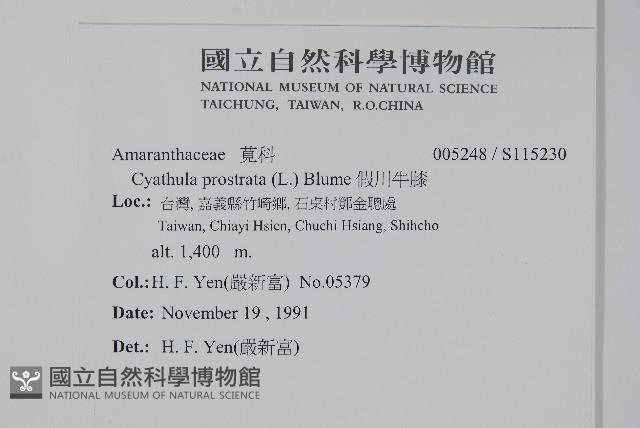 國立自然科學博物館
NATIONAL MUSEUM OF NATURAL SCIENCE
TAICHUNG, TAIWAN, R.O.CHINA
Amaranthaceae 莧科 005248 / S115230
Cyathula prostrata (L.) Blume 假川牛膝
Loc.: 台灣, 嘉義縣竹崎鄉, 石桌村鄧金聰處
Taiwan, Chiayi Hsien, Chuchi Hsiang, Shihcho
alt. 1,400 m.
Col.: H. F. Yen(嚴新富) No.05379
Date: November 19 , 1991
Det.: H. F. Yen(嚴新富)
國立自然科學博物館
NATIONAL MUSEUM OF NATURAL SCIENCE